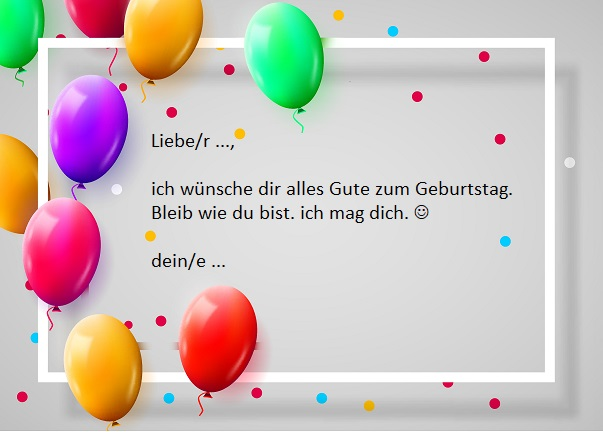 Liebe/r ...,
ich wünsche dir alles Gute zum Geburtstag.
Bleib wie du bist. ich mag dich. ☺
dein/e ...